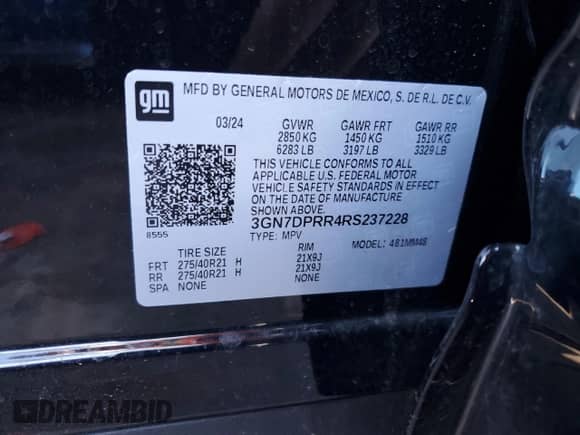 gm
MFD BY GENERAL MOTORS DE MEXICO, S. DE R.L. DE C.V.
03/24 GVWR GAWR FRT GAWR RR
2850 KG 1450 KG 1510 KG
6283 LB 3197 LB 3329 LB
THIS VEHICLE CONFORMS TO ALL
APPLICABLE U.S. FEDERAL MOTOR
VEHICLE SAFETY STANDARDS IN EFFECT
ON THE DATE OF MANUFACTURE
SHOWN ABOVE.
8555 3GN7DPRR4RS237228
TYPE: MPV MODEL: 481MM48
TIRE SIZE RIM
FRT 275/40R21 H 21X9J
RR 275/40R21 H 21X9J
SPA NONE NONE
DREAMBID